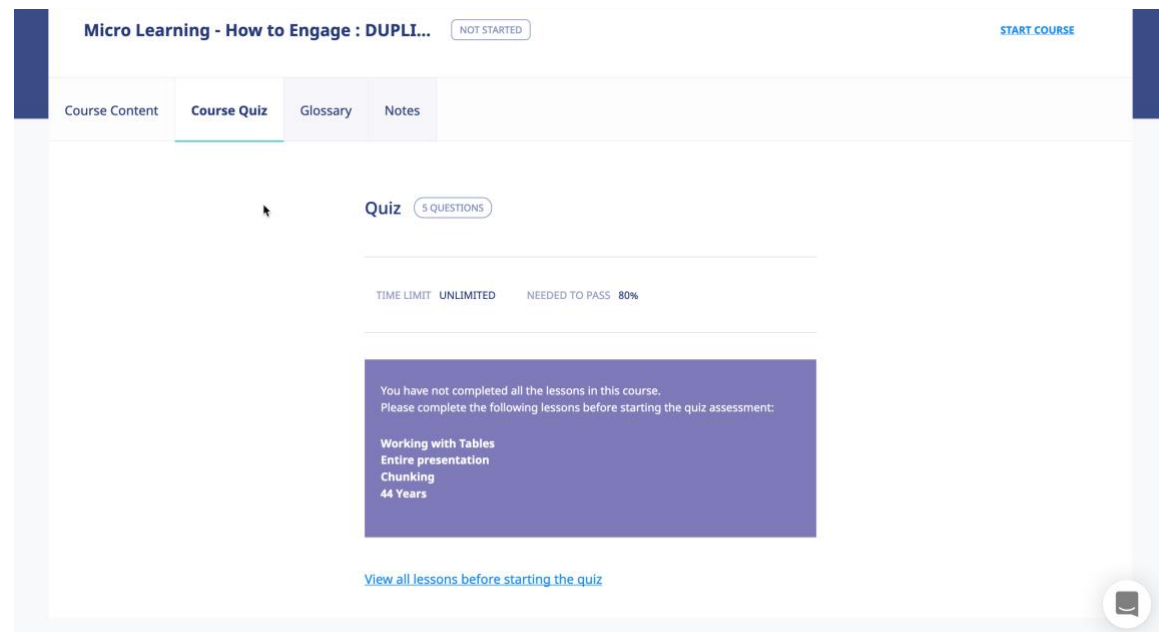 Micro Learning - How to Engage : DUPLI... NOT STARTED START COURSE
Course Content Course Quiz Glossary Notes
Quiz 5 QUESTIONS
TIME LIMIT UNLIMITED NEEDED TO PASS 80%
You have not completed all the lessons in this course.
Please complete the following lessons before starting the quiz assessment:
Working with Tables
Entire presentation
Chunking
44 Years
View all lessons before starting the quiz